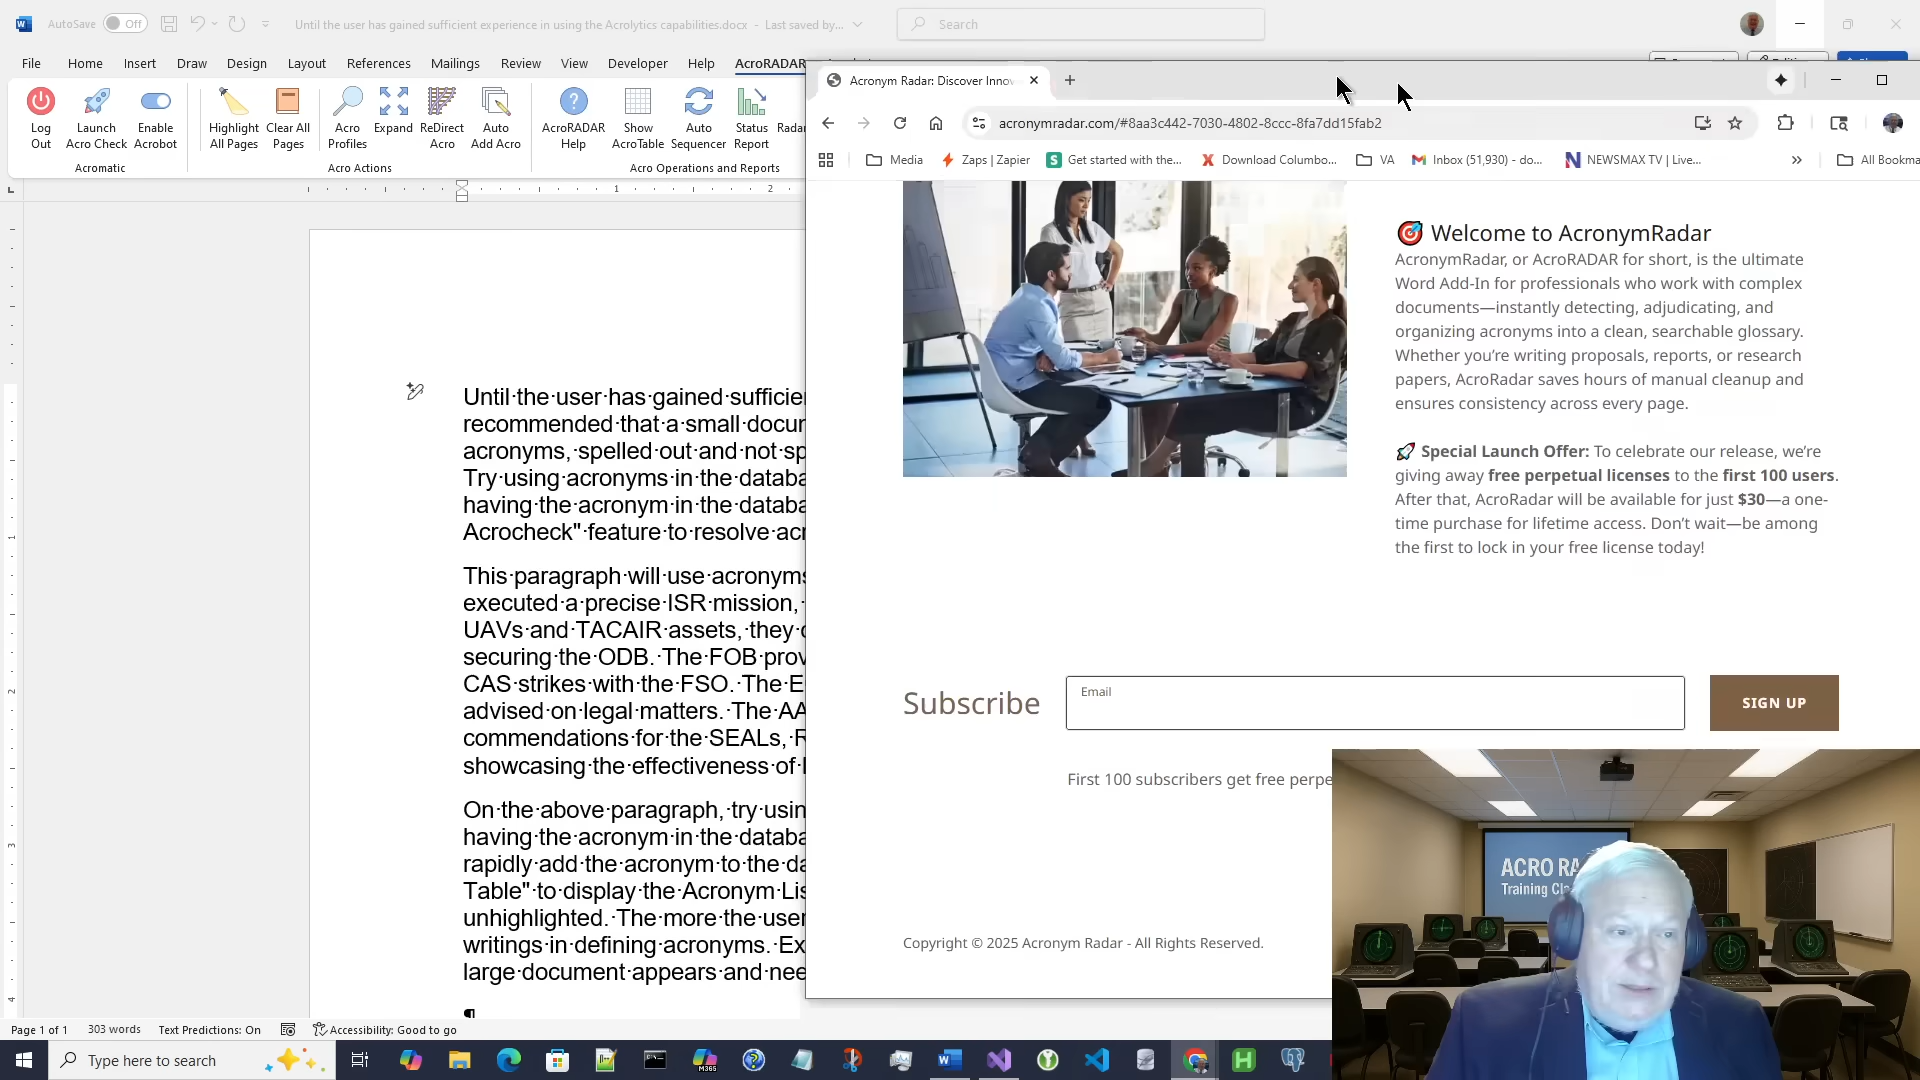 AutoSave Off
Until the user has gained sufficient experience in using the Acrolytics capabilities.docx - Last saved by...
Search
File Home Insert Draw Design Layout References Mailings Review View Developer Help AcroRADAR
Log Out
Launch Acro Check
Enable Acrobot
Highlight All Pages
Clear All Pages
Acro Profiles
Expand
ReDirect Acro
Auto Add Acro
AcroRADAR Help
Show AcroTable
Auto Sequencer
Status Report
Radar
Acromatic
Acro Actions
Acro Operations and Reports
1 2
Until·the·user·has·gained·sufficie
recommended·that·a·small·docur
acronyms,·spelled·out·and·not·sp
Try·using·acronyms·in·the·databa
having·the·acronym·in·the·databa
Acrocheck"·feature·to·resolve·acr
This·paragraph·will·use·acronyms
executed·a·precise·ISR·mission,·
UAVs·and·TACAIR·assets,·they·c
securing·the·ODB.·The·FOB·prov
CAS·strikes·with·the·FSO.·The·E
advised·on·legal·matters.·The·AA
commendations·for·the·SEALs,·R
showcasing·the·effectiveness·of·
On·the·above·paragraph,·try·usin
having·the·acronym·in·the·databa
rapidly·add·the·acronym·to·the·da
Table"·to·display·the·Acronym·Lis
unhighlighted.·The·more·the·user
writings·in·defining·acronyms.·Ex
large·document·appears·and·nee
¶
1
2
3
4
Page 1 of 1 303 words Text Predictions: On Accessibility: Good to go
Type here to search
M365
Acronym Radar: Discover Innov
acronymradar.com/#8aa3c442-7030-4802-8ccc-8fa7dd15fab2
Media
Zaps | Zapier
Get started with the...
Download Columbo...
VA
Inbox (51,930) - do...
NEWSMAX TV | Live...
All Bookma
Welcome to AcronymRadar
AcronymRadar, or AcroRADAR for short, is the ultimate
Word Add-In for professionals who work with complex
documents—instantly detecting, adjudicating, and
organizing acronyms into a clean, searchable glossary.
Whether you're writing proposals, reports, or research
papers, AcroRadar saves hours of manual cleanup and
ensures consistency across every page.
Special Launch Offer: To celebrate our release, we're
giving away free perpetual licenses to the first 100 users.
After that, AcroRadar will be available for just $30—a one-
time purchase for lifetime access. Don't wait—be among
the first to lock in your free license today!
Subscribe
Email
SIGN UP
First 100 subscribers get free perpe
Copyright © 2025 Acronym Radar - All Rights Reserved.
ACRO RA
Training Cla